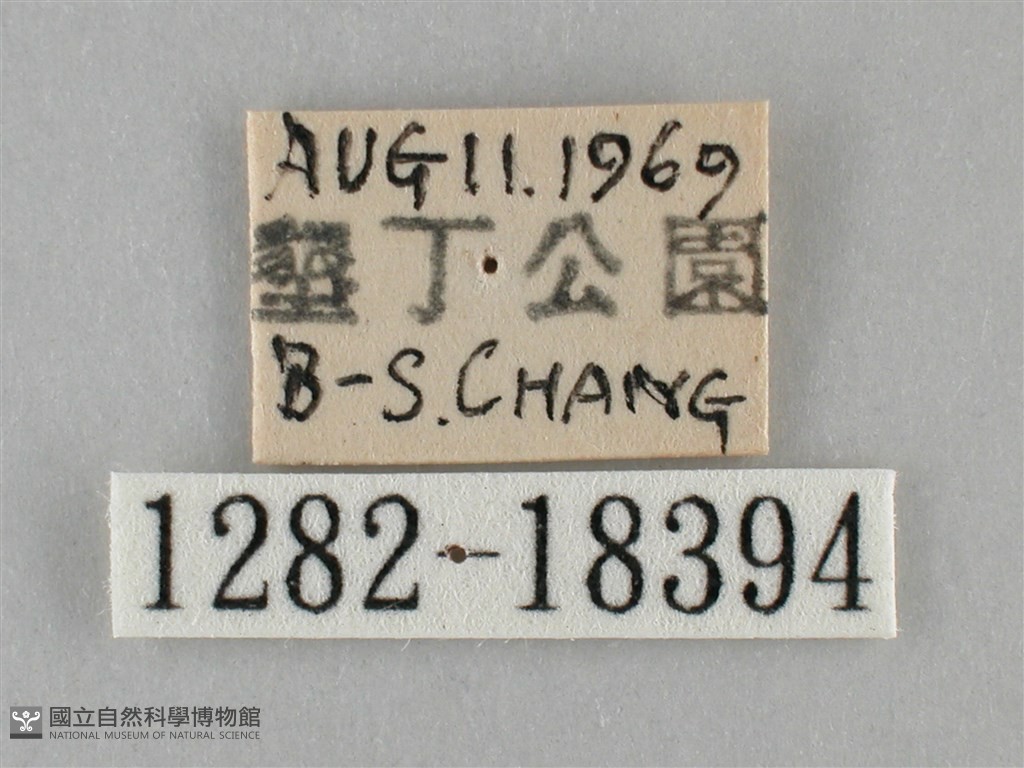 AUG 11. 1969
墾丁公園
B-S. CHANG
1282-18394
國立自然科學博物館
NATIONAL MUSEUM OF NATURAL SCIENCE